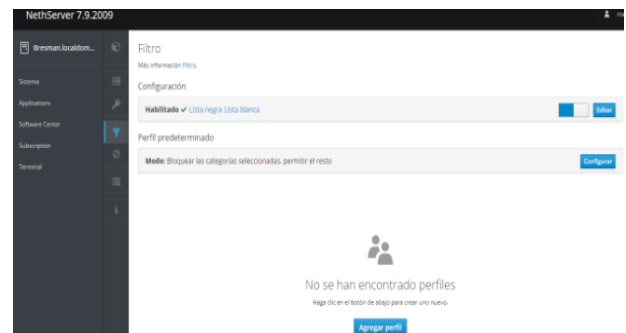 NethServer 7.9.2009
Bresman.localdom...
Sistema
Applications
Software Center
Subscription
Terminal
Filtro
Más información Filtro.
Configuración
Habilitado ✔ Lista negra Lista blanca
Editar
Perfil predeterminado
Modo: Bloquear las categorías seleccionadas, permitir el resto
Configurar
No se han encontrado perfiles
Haga clic en el botón de abajo para crear uno nuevo.
Agregar perfil